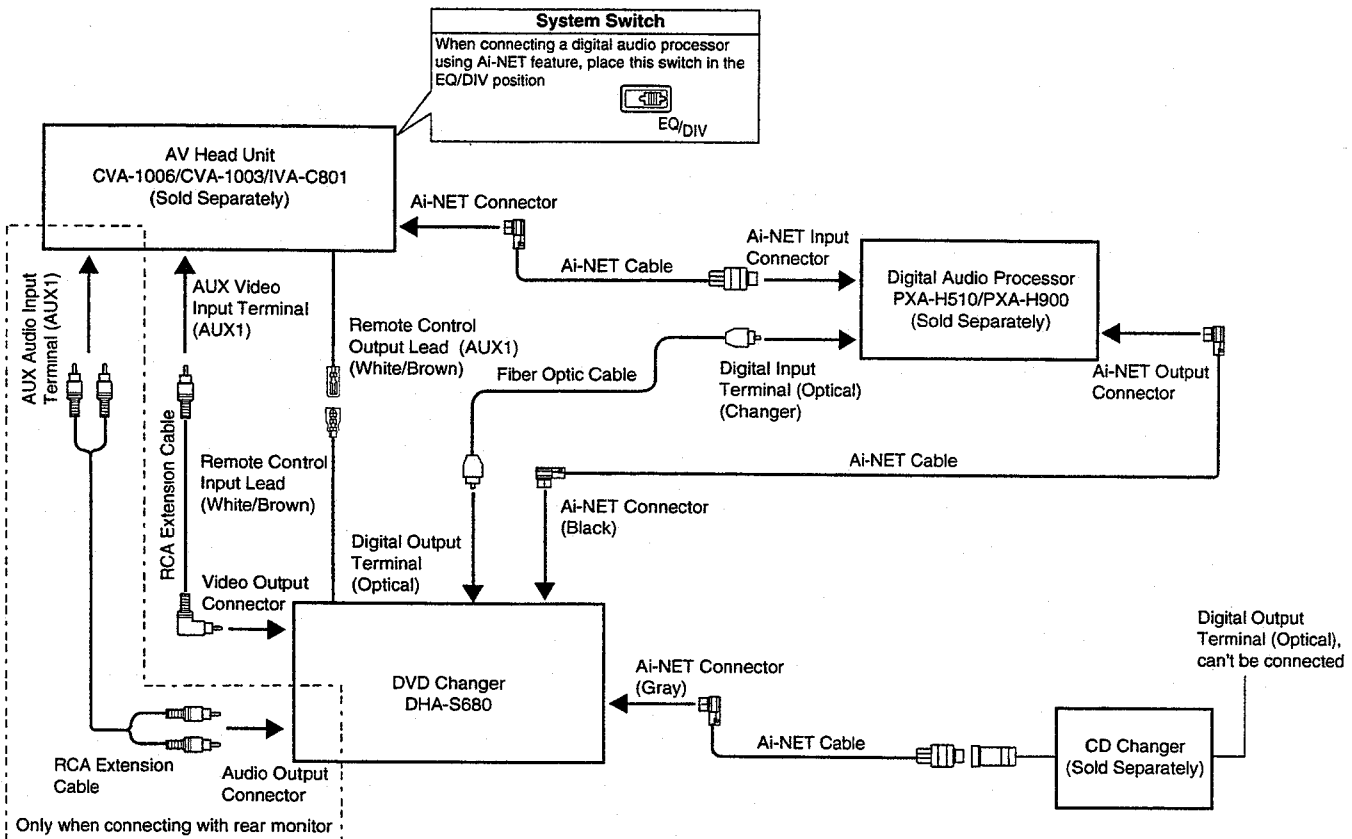 System Switch
When connecting a digital audio processor
using Ai-NET feature, place this switch in the
EQ/DIV position
EQ/DIV
AV Head Unit
CVA-1006/CVA-1003/IVA-C801
(Sold Separately)
Ai-NET Connector
Ai-NET Cable
Ai-NET Input
Connector
Digital Audio Processor
PXA-H510/PXA-H900
(Sold Separately)
AUX Audio Input
Terminal (AUX1)
AUX Video
Input Terminal
(AUX1)
Remote Control
Output Lead (AUX1)
(White/Brown)
Fiber Optic Cable
Digital Input
Terminal (Optical)
(Changer)
Ai-NET Output
Connector
RCA Extension Cable
Remote Control
Input Lead
(White/Brown)
Ai-NET Cable
Ai-NET Connector
(Black)
Digital Output
Terminal
(Optical)
Video Output
Connector
DVD Changer
DHA-S680
Ai-NET Connector
(Gray)
Ai-NET Cable
Digital Output
Terminal (Optical),
can't be connected
CD Changer
(Sold Separately)
RCA Extension
Cable
Audio Output
Connector
Only when connecting with rear monitor